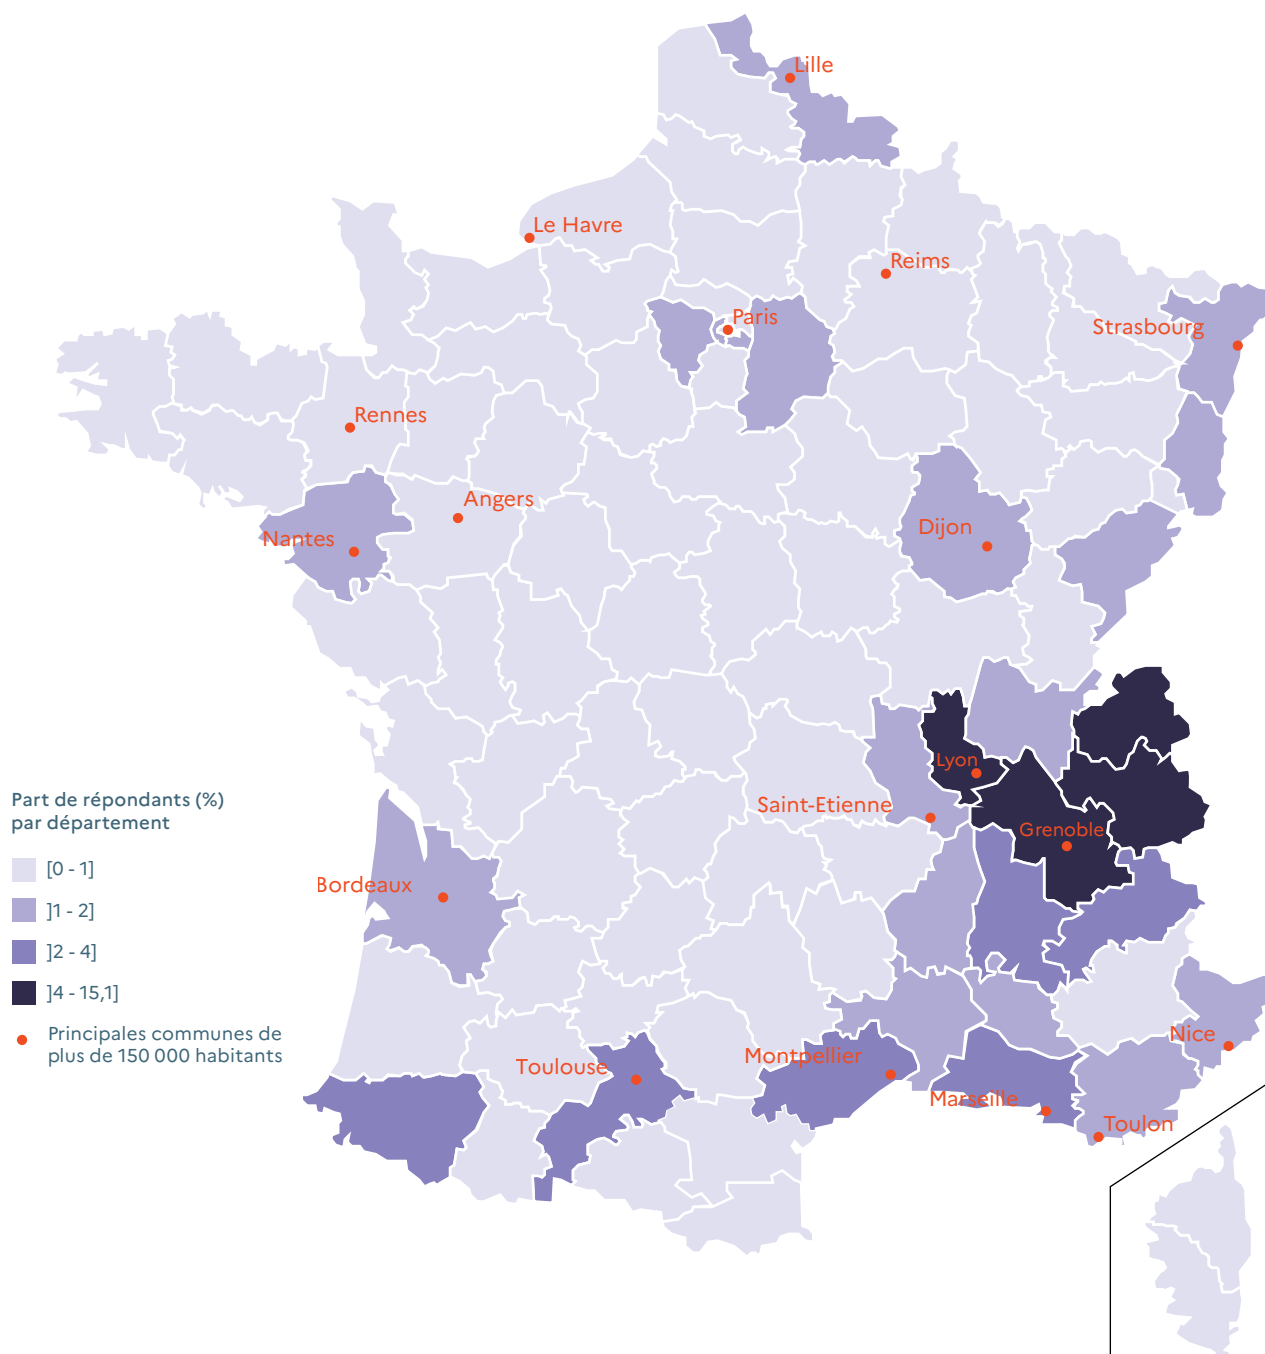 Lille
Le Havre
Reims
Paris
Strasbourg
Rennes
Angers
Dijon
Nantes
Lyon
Part de répondants (%)
par département
Saint-Etienne
Grenoble
[0 - 1]
Bordeaux
]1 - 2]
]2 - 4]
]4 - 15,1]
Principales communes de
plus de 150 000 habitants
Nice
Montpellier
Toulouse
Marseille
Toulon